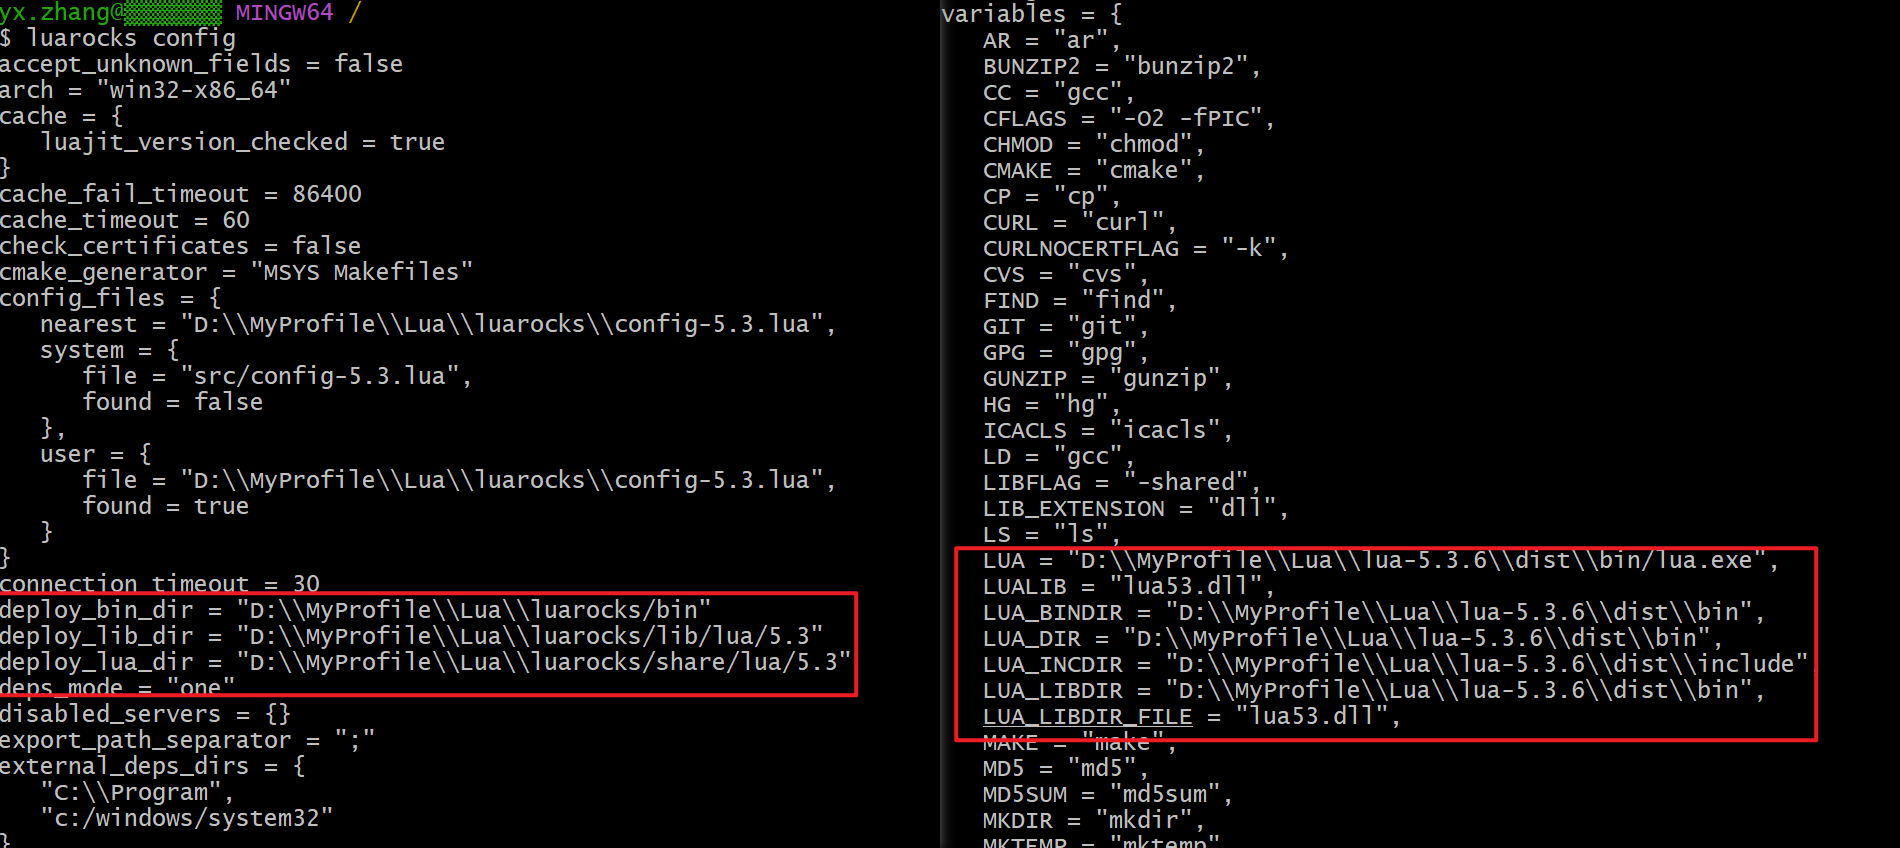 yx.zhang@ MINGW64 /
$ luarocks config
accept_unknown_fields = false
arch = "win32-x86_64"
cache = {
   luajit_version_checked = true
}
cache_fail_timeout = 86400
cache_timeout = 60
check_certificates = false
cmake_generator = "MSYS Makefiles"
config_files = {
   nearest = "D:\\MyProfile\\Lua\\luarocks\\config-5.3.lua",
   system = {
      file = "src/config-5.3.lua",
      found = false
   },
   user = {
      file = "D:\\MyProfile\\Lua\\luarocks\\config-5.3.lua",
      found = true
   }
}
connection_timeout = 30
deploy_bin_dir = "D:\\MyProfile\\Lua\\luarocks/bin"
deploy_lib_dir = "D:\\MyProfile\\Lua\\luarocks/lib/lua/5.3"
deploy_lua_dir = "D:\\MyProfile\\Lua\\luarocks/share/lua/5.3"
deps_mode = "one"
disabled_servers = {}
export_path_separator = ";"
external_deps_dirs = {
   "C:\\Program",
   "c:/windows/system32"
}
variables = {
   AR = "ar",
   BUNZIP2 = "bunzip2",
   CC = "gcc",
   CFLAGS = "-O2 -fPIC",
   CHMOD = "chmod",
   CMAKE = "cmake",
   CP = "cp",
   CURL = "curl",
   CURLNOCERTFLAG = "-k",
   CVS = "cvs",
   FIND = "find",
   GIT = "git",
   GPG = "gpg",
   GUNZIP = "gunzip",
   HG = "hg",
   ICACLS = "icacls",
   LD = "gcc",
   LIBFLAG = "-shared",
   LIB_EXTENSION = "dll",
   LS = "ls",
   LUA = "D:\\MyProfile\\Lua\\lua-5.3.6\\dist\\bin/lua.exe",
   LUALIB = "lua53.dll",
   LUA_BINDIR = "D:\\MyProfile\\Lua\\lua-5.3.6\\dist\\bin",
   LUA_DIR = "D:\\MyProfile\\Lua\\lua-5.3.6\\dist\\bin",
   LUA_INCDIR = "D:\\MyProfile\\Lua\\lua-5.3.6\\dist\\include"
   LUA_LIBDIR = "D:\\MyProfile\\Lua\\lua-5.3.6\\dist\\bin",
   LUA_LIBDIR_FILE = "lua53.dll",
   MAKE = "make",
   MD5 = "md5",
   MD5SUM = "md5sum",
   MKDIR = "mkdir",
   MKTEMP = "mktemp"